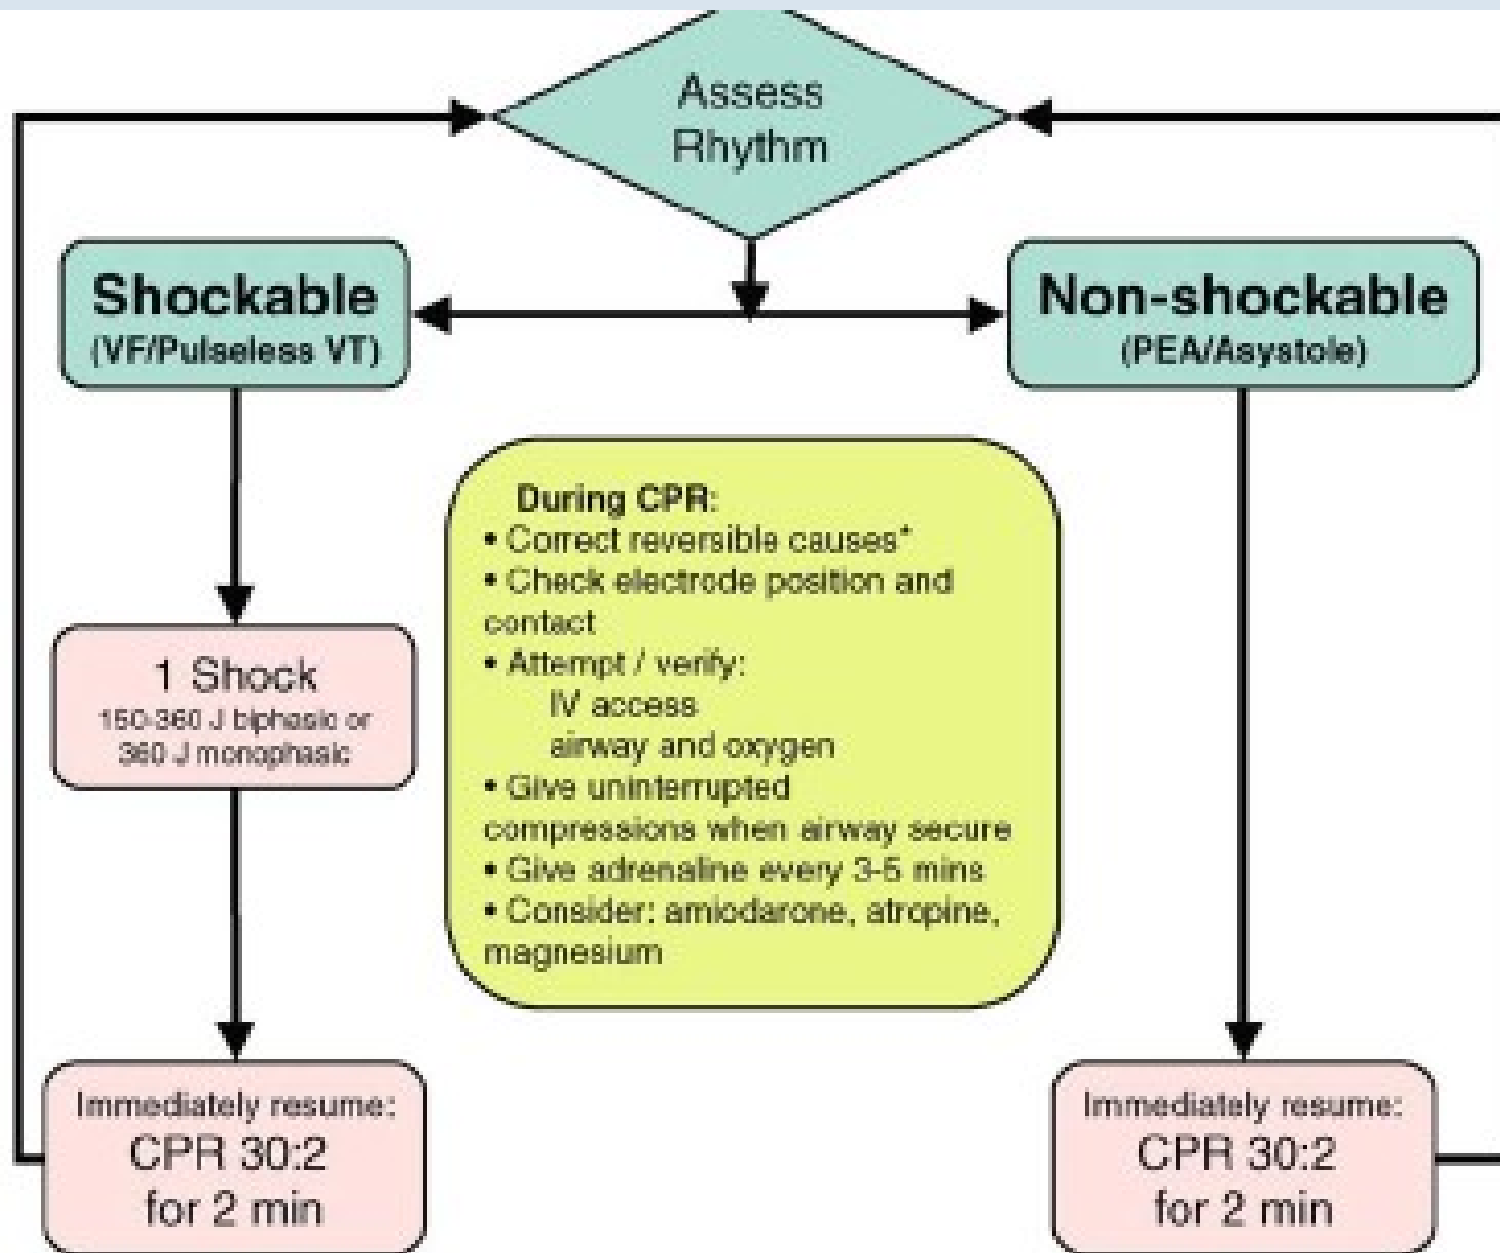 Assess
Rhythm
Shockable
(VF/Pulseless VT)
Non-shockable
(PEA/Asystole)
During CPR:
• Correct reversible causes*
• Check electrode position and
contact
• Attempt / verify:
IV access
airway and oxygen
• Give uninterrupted
compressions when airway secure
• Give adrenaline every 3-5 mins
• Consider: amiodarone, atropine,
magnesium
1 Shock
150-360 J biphasic or
360 J monophasic
Immediately resume:
CPR 30:2
for 2 min
Immediately resume:
CPR 30:2
for 2 min